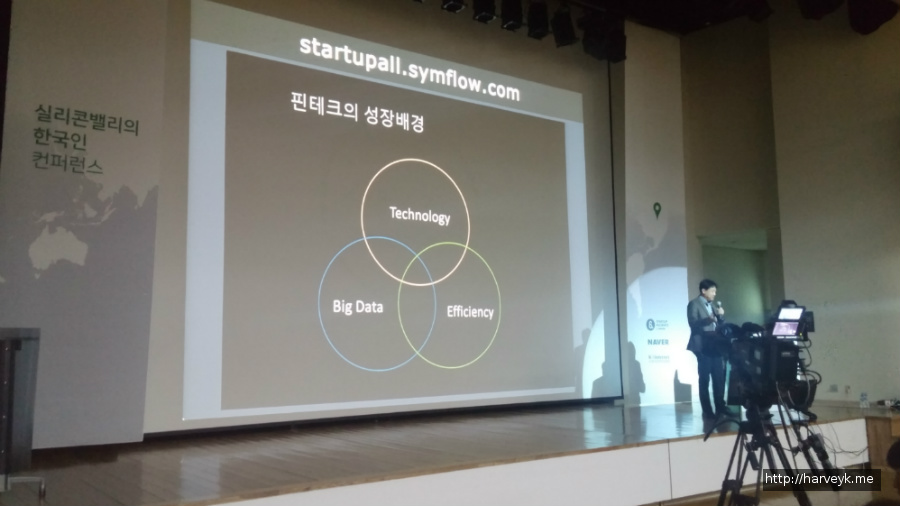 startupall.symflow.com
실리콘밸리의
한국인
컨퍼런스
핀테크의 성장배경
Technology
Big Data
Efficiency
NAVER
http://harveyk.me